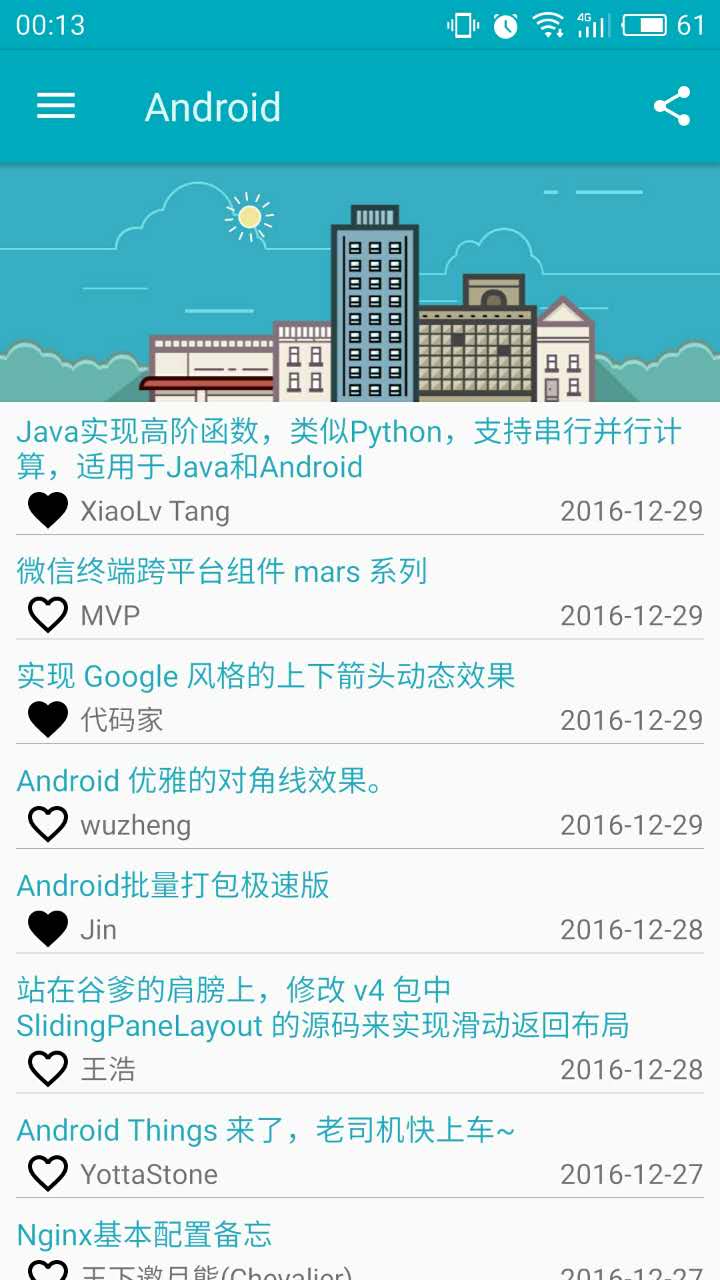 00:13
4G
61
Android
Java实现高阶函数，类似Python，支持串行并行计
算，适用于Java和Android
XiaoLv Tang
2016-12-29
微信终端跨平台组件 mars 系列
MVP
2016-12-29
实现 Google 风格的上下箭头动态效果
代码家
2016-12-29
Android 优雅的对角线效果。
wuzheng
2016-12-29
Android批量打包极速版
Jin
2016-12-28
站在谷爹的肩膀上，修改 v4 包中
SlidingPaneLayout 的源码来实现滑动返回布局
王浩
2016-12-28
Android Things 来了，老司机快上车~
YottaStone
2016-12-27
Nginx基本配置备忘
王下邀月熊(Chevalier)
2016-12-27